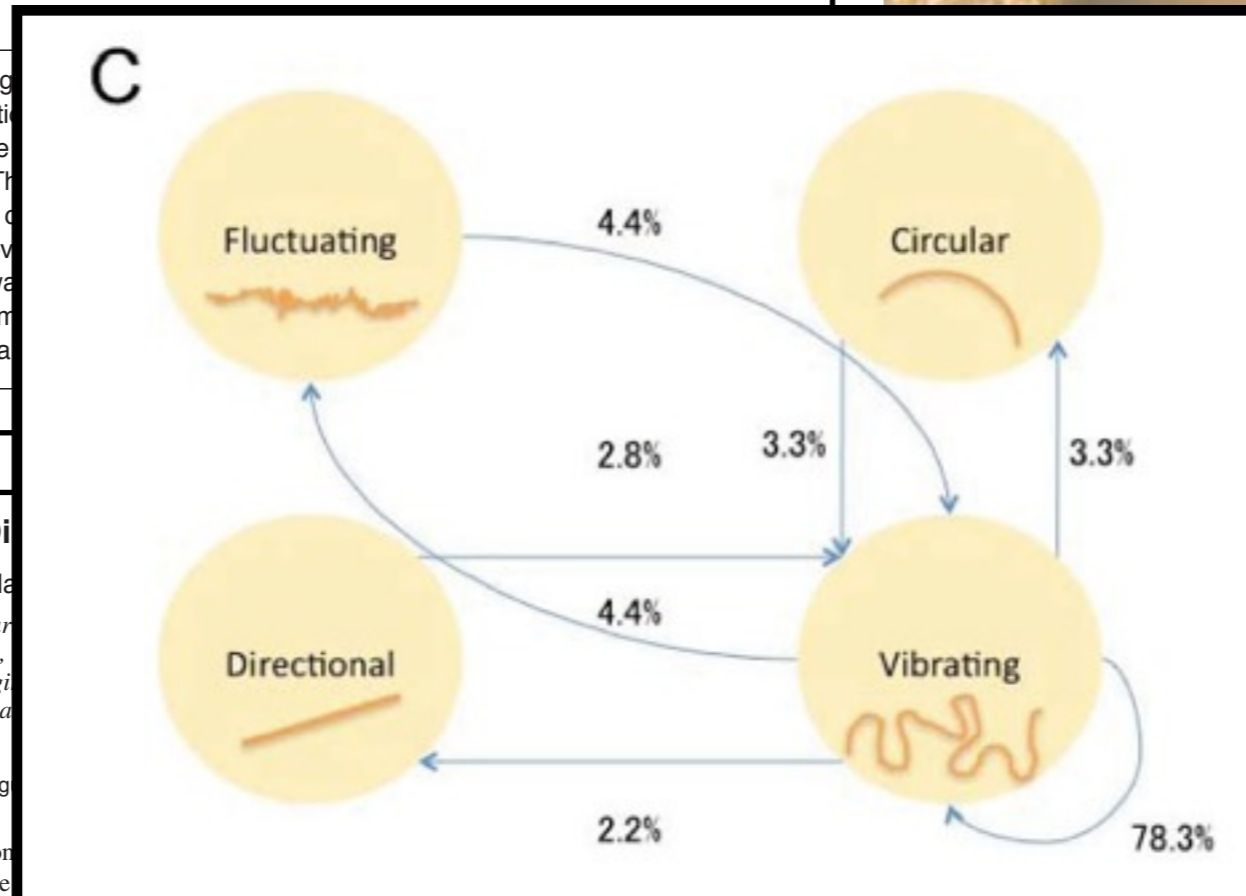 C
Fluctuating
4.4%
Circular
2.8%
3.3%
3.3%
Directional
4.4%
Vibrating
2.2%
78.3%